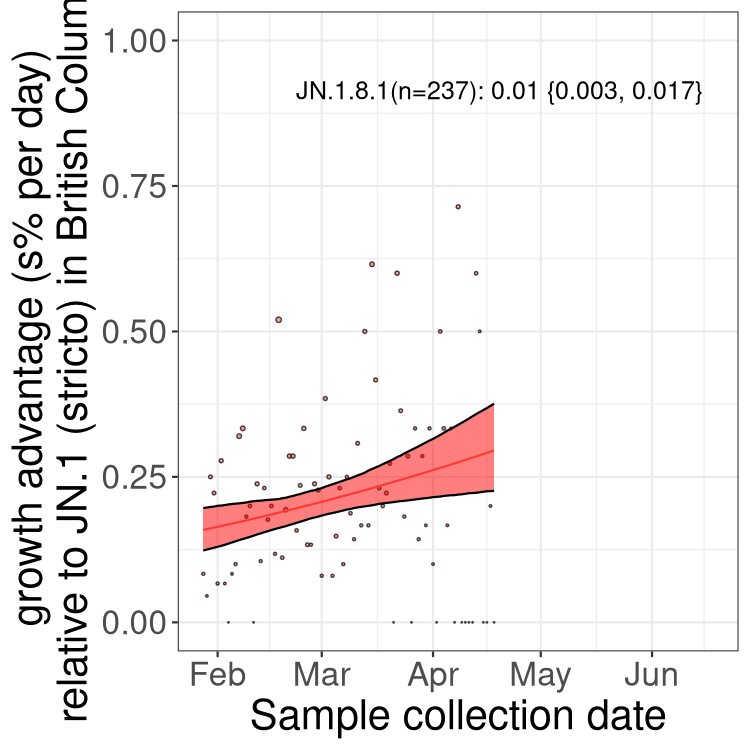 growth advantage (s% per day)
relative to JN.1 (stricto) in British Colum
JN.1.8.1(n=237): 0.01 {0.003, 0.017}
1.00
0.75
0.50
0.25
0.00
Feb Mar Apr May Jun
Sample collection date